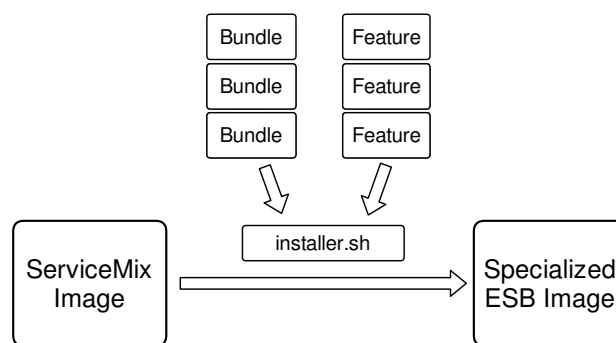 Bundle
Feature
Bundle
Feature
Bundle
Feature
installer.sh
ServiceMix
Image
Specialized
ESB Image